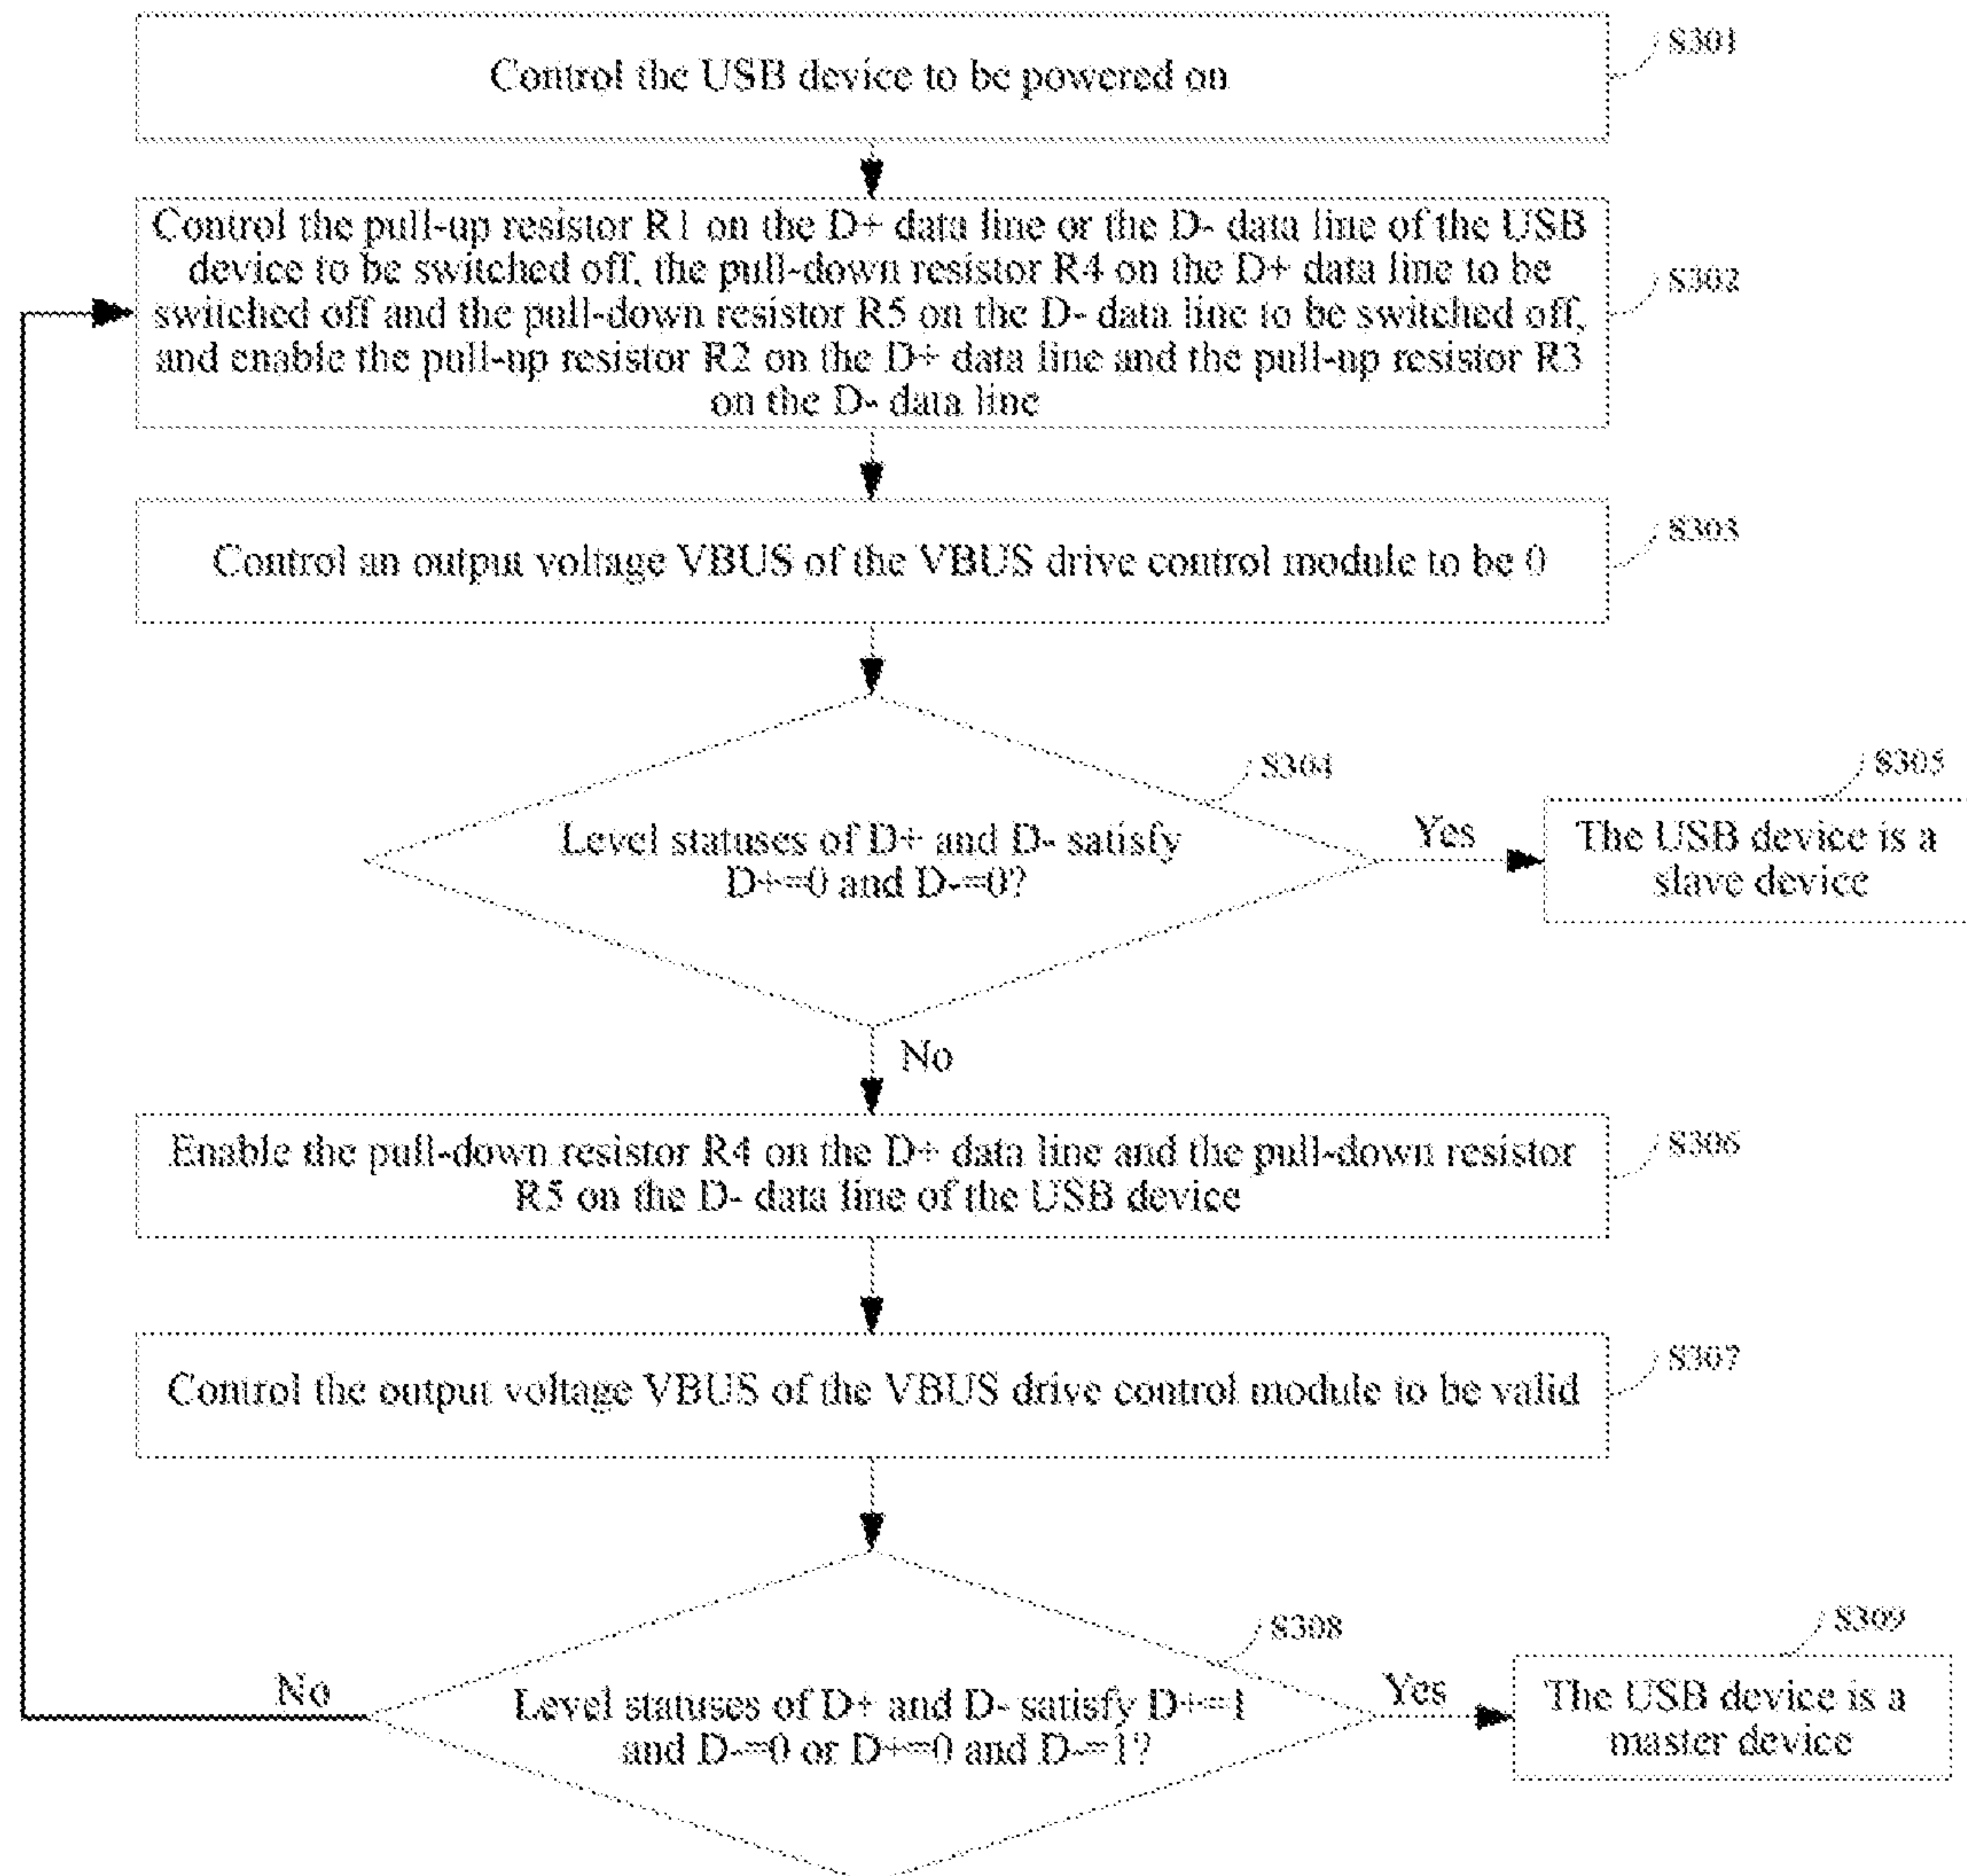 Control the USB device to be powered on
S301
Control the pull-up resistor R1 on the D+ data line or the D- data line of the USB
device to be switched off, the pull-down resistor R4 on the D+ data line to be
switched off and the pull-down resistor R5 on the D- data line to be switched off,
and enable the pull-up resistor R2 on the D+ data line and the pull-up resistor R3
on the D- data line
S302
Control an output voltage VBUS of the VBUS drive control module to be 0
S303
S304
Level statuses of D+ and D- satisfy
D+=0 and D-=0?
Yes
S305
The USB device is a
slave device
No
Enable the pull-down resistor R4 on the D+ data line and the pull-down resistor
R5 on the D- data line of the USB device
S306
Control the output voltage VBUS of the VBUS drive control module to be valid
S307
S308
No
Level statuses of D+ and D- satisfy D+=1
and D-=0 or D+=0 and D-=1?
Yes
S309
The USB device is a
master device